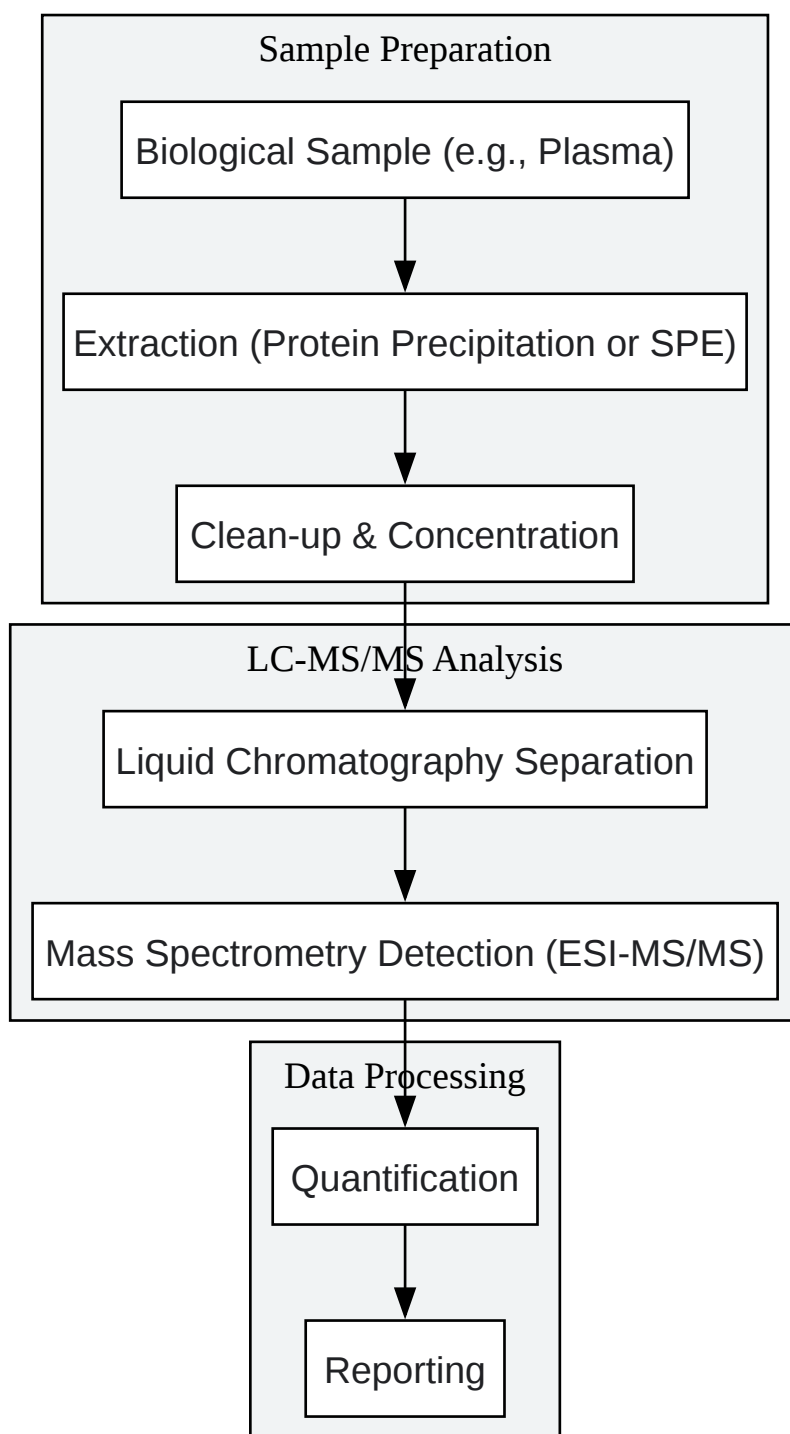 Sample Preparation
Biological Sample (e.g., Plasma)
Extraction (Protein Precipitation or SPE)
Clean-up & Concentration
LC-MS/MS Analysis
Liquid Chromatography Separation
Mass Spectrometry Detection (ESI-MS/MS)
Data Processing
Quantification
Reporting